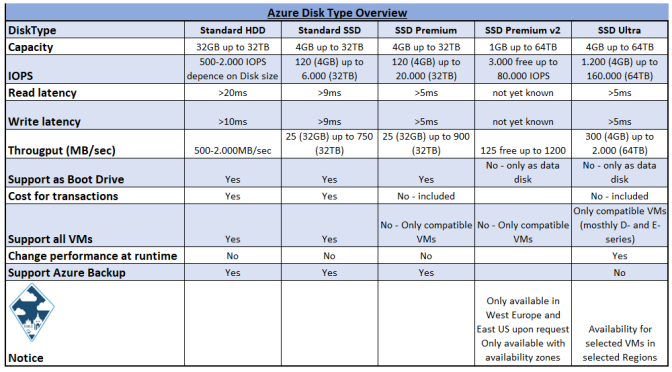 Azure Disk Type Overview
DiskType Standard HDD Standard SSD SSD Premium SSD Premium v2 SSD Ultra
Capacity 32GB up to 32TB 4GB up to 32TB 4GB up to 32TB 1GB up to 64TB 4GB up to 64TB
IOPS 500-2.000 IOPS depence on Disk size 120 (4GB) up to 6.000 (32TB) 120 (4GB) up to 20.000 (32TB) 3.000 free up to 80.000 IOPS 1.200 (4GB) up to 160.000 (64TB)
Read latency >20ms >9ms >5ms not yet known >5ms
Write latency >10ms >9ms >5ms not yet known >5ms
Througput (MB/sec) 500-2.000MB/sec 25 (32GB) up to 750 (32TB) 25 (32GB) up to 900 (32TB) 125 free up to 1200 300 (4GB) up to 2.000 (64TB)
Support as Boot Drive Yes Yes Yes No - only as data disk No - only as data disk
Cost for transactions Yes Yes No - included No - included
Support all VMs Yes Yes No - Only compatible VMs No - Only compatible VMs Only compatible VMs (mosthly D- and E-series)
Change performance at runtime No No No Yes
Support Azure Backup Yes Yes Yes No
Notice Only available in West Europe and East US upon request Only available with availability zones Availability for selected VMs in selected Regions